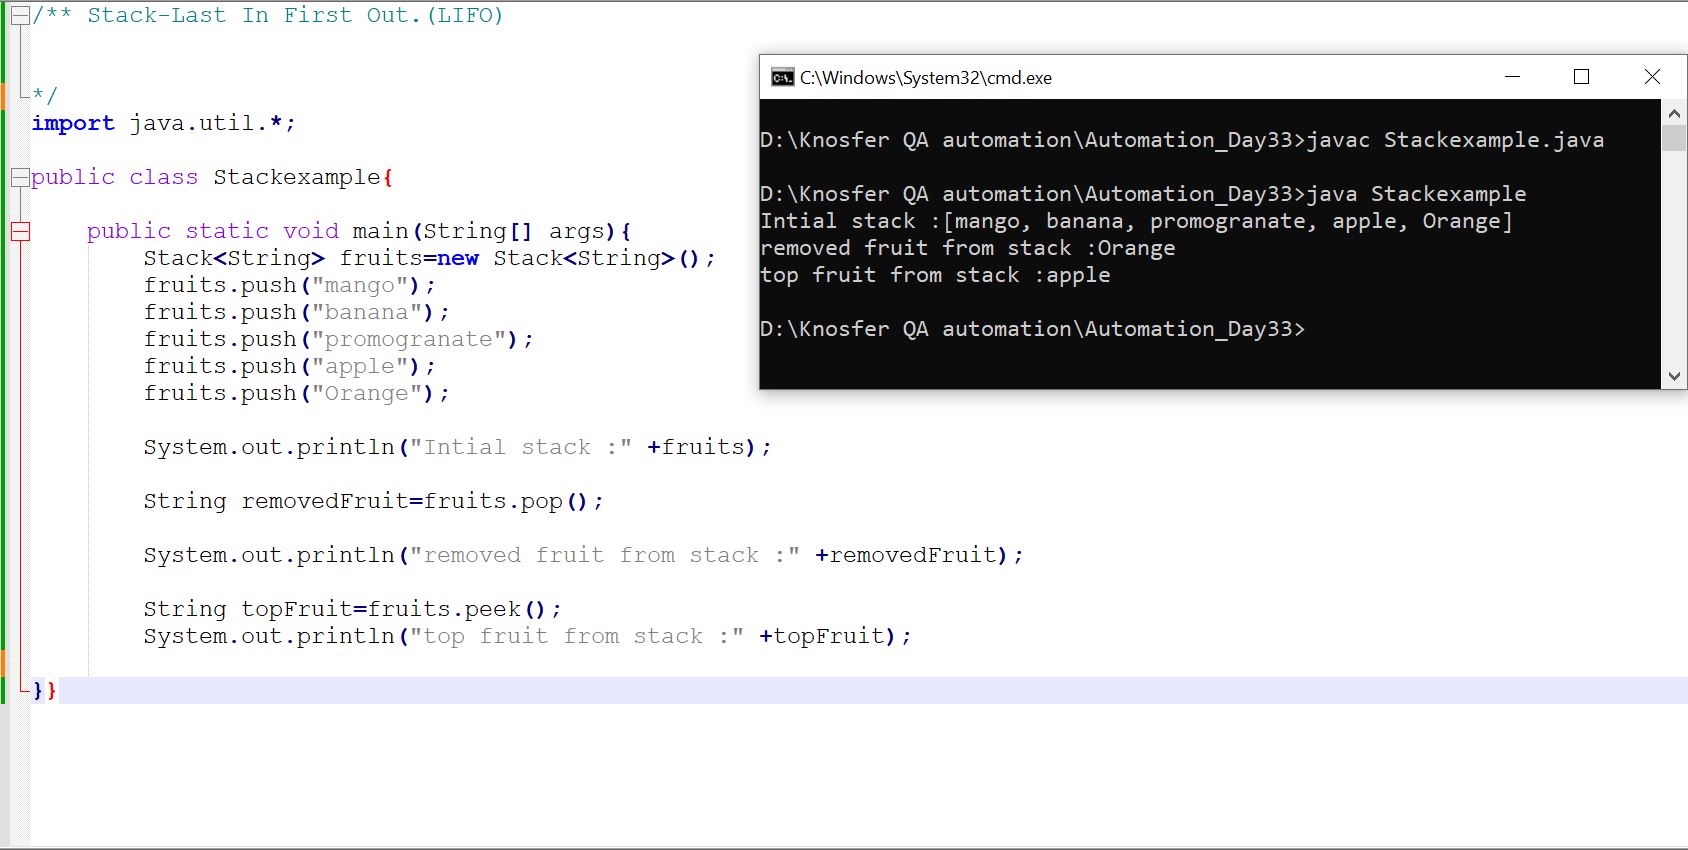 /** Stack-Last In First Out.(LIFO)
*/
import java.util.*;
public class Stackexample{
public static void main(String[] args){
Stack<String> fruits=new Stack<String>();
fruits.push("mango");
fruits.push("banana");
fruits.push("promogranate");
fruits.push("apple");
fruits.push("Orange");
System.out.println("Intial stack :" +fruits);
String removedFruit=fruits.pop();
System.out.println("removed fruit from stack :" +removedFruit);
String topFruit=fruits.peek();
System.out.println("top fruit from stack :" +topFruit);
}}
C:\Windows\System32\cmd.exe
D:\Knosfer QA automation\Automation_Day33>javac Stackexample.java
D:\Knosfer QA automation\Automation_Day33>java Stackexample
Intial stack :[mango, banana, promogranate, apple, Orange]
removed fruit from stack :Orange
top fruit from stack :apple
D:\Knosfer QA automation\Automation_Day33>